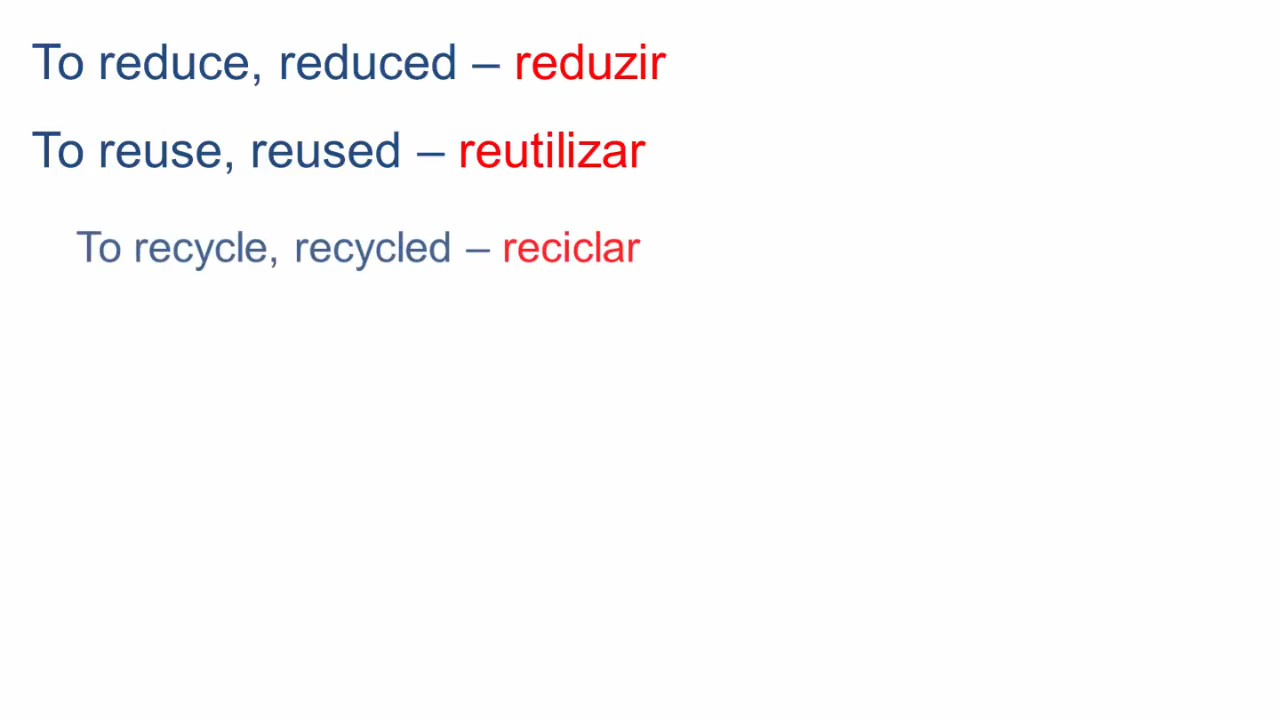 To reduce, reduced – reduzir
To reuse, reused – reutilizar
To recycle, recycled – reciclar